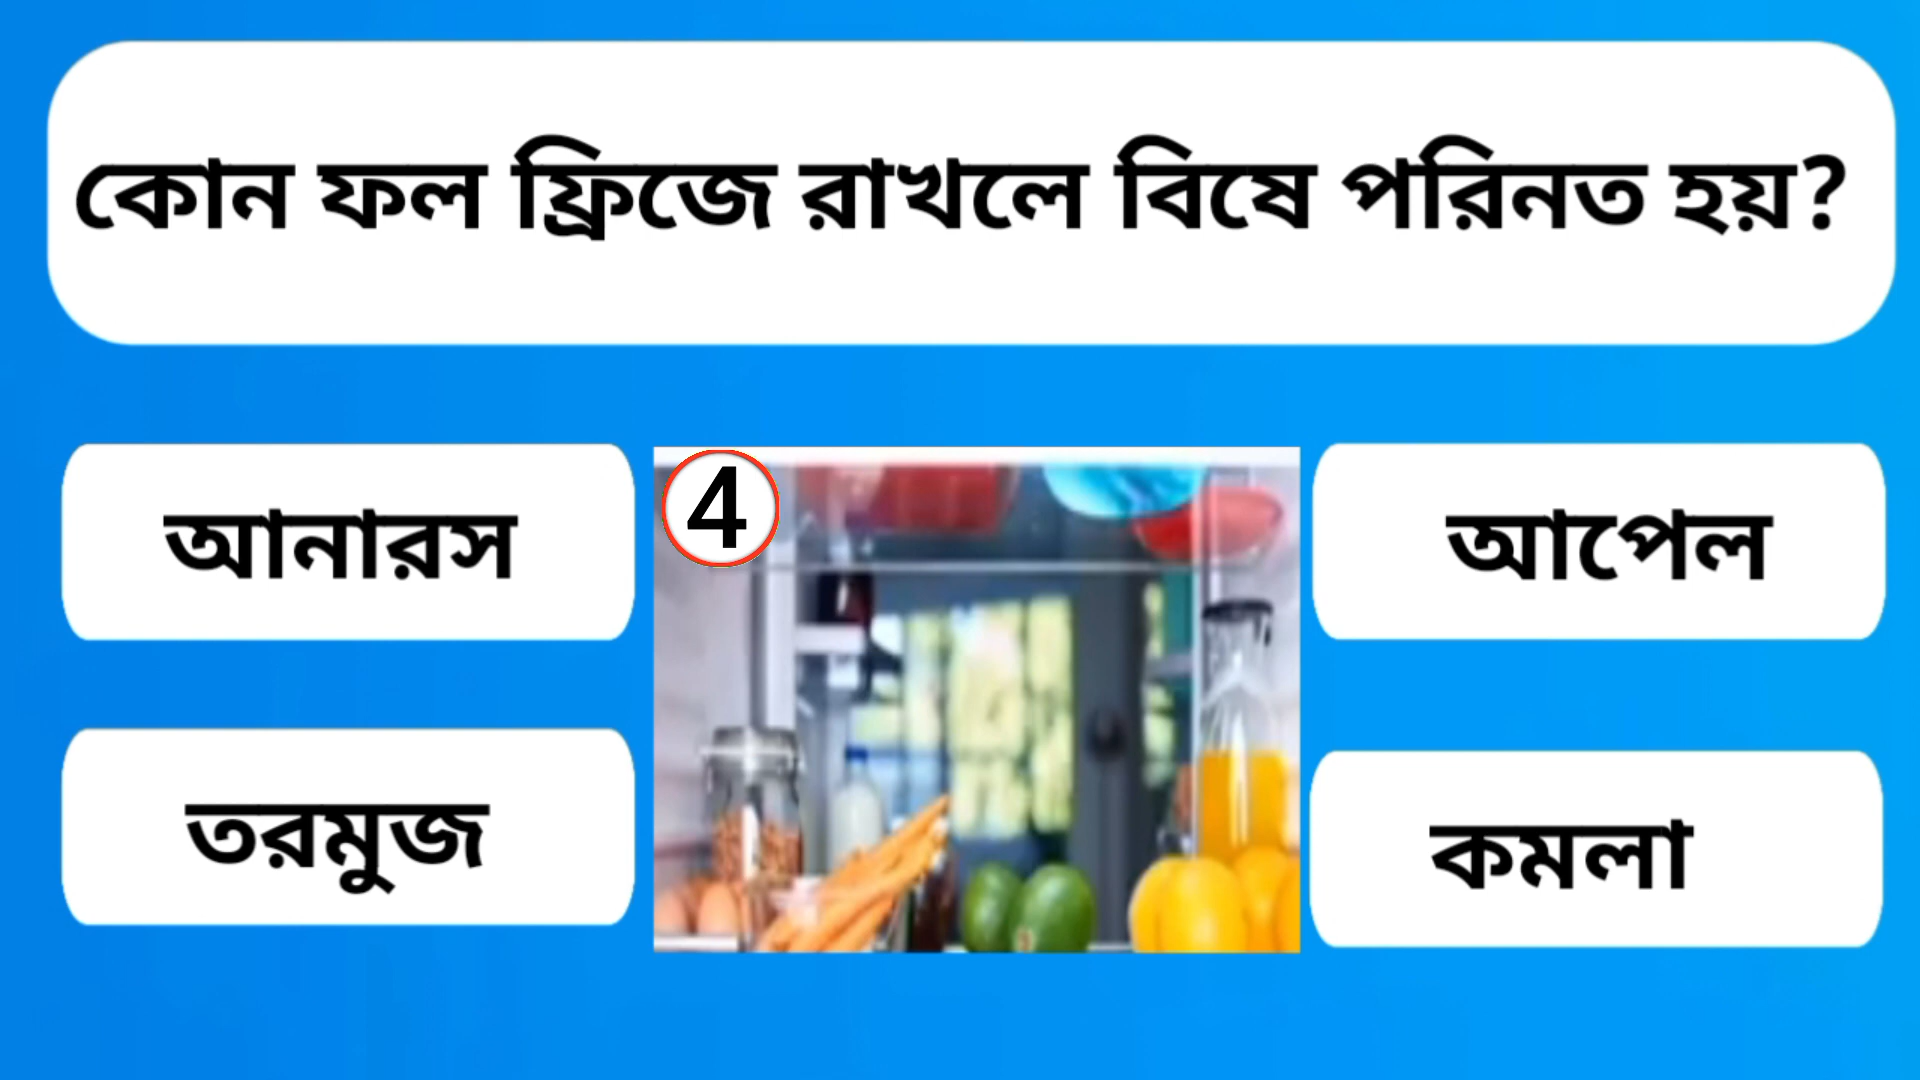 কোন ফল ফ্রিজে রাখলে বিষে পরিনত হয়?
4
আনারস
আপেল
তরমুজ
কমলা